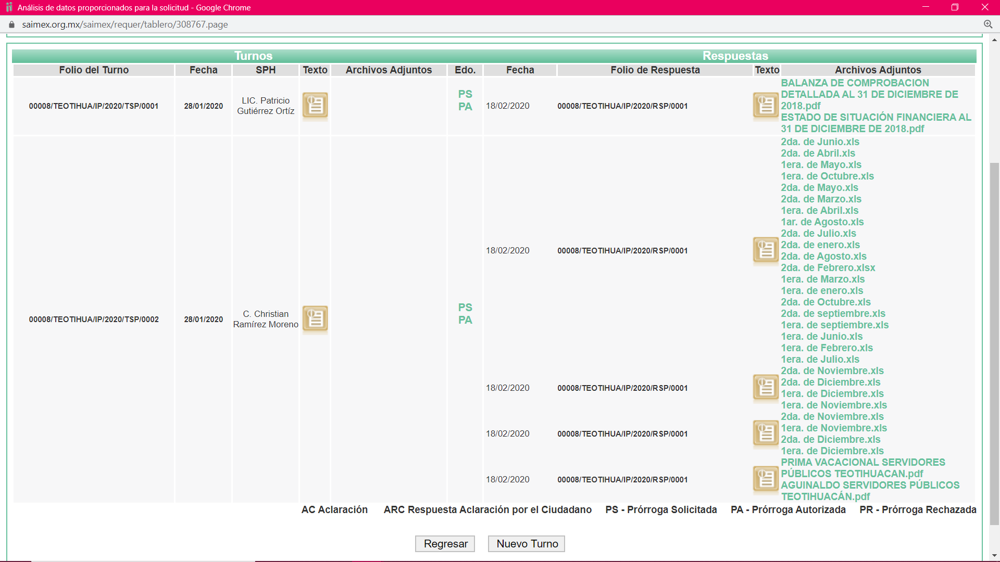 Análisis de datos proporcionados para la solicitud - Google Chrome
saimex.org.mx/saimex/requer/tablero/308767.page
Turnos Respuestas
Folio del Turno Fecha SPH Texto Archivos Adjuntos Edo. Fecha Folio de Respuesta Texto Archivos Adjuntos
00008/TEOTIHUA/IP/2020/TSP/0001 28/01/2020 LIC. Patricio
Gutiérrez Ortíz
PS
PA
18/02/2020 00008/TEOTIHUA/IP/2020/RSP/0001
BALANZA DE COMPROBACION
DETALLADA AL 31 DE DICIEMBRE DE
2018.pdf
ESTADO DE SITUACIÓN FINANCIERA AL
31 DE DICIEMBRE DE 2018.pdf
00008/TEOTIHUA/IP/2020/TSP/0002 28/01/2020 C. Christian
Ramírez Moreno
PS
PA
18/02/2020 00008/TEOTIHUA/IP/2020/RSP/0001
2da. de Junio.xls
2da. de Abril.xls
1era. de Mayo.xls
1era. de Octubre.xls
2da. de Mayo.xls
2da. de Marzo.xls
1era. de Abril.xls
1ar. de Agosto.xls
2da. de Julio.xls
2da. de enero.xls
2da. de Agosto.xls
2da. de Febrero.xlsx
1era. de Marzo.xls
1era. de enero.xls
2da. de Octubre.xls
2da. de septiembre.xls
1era. de septiembre.xls
1era. de Junio.xls
1era. de Febrero.xls
1era. de Julio.xls
18/02/2020 00008/TEOTIHUA/IP/2020/RSP/0001
2da. de Noviembre.xls
2da. de Diciembre.xls
1era. de Diciembre.xls
1era. de Noviembre.xls
18/02/2020 00008/TEOTIHUA/IP/2020/RSP/0001
2da. de Noviembre.xls
1era. de Noviembre.xls
2da. de Diciembre.xls
1era. de Diciembre.xls
18/02/2020 00008/TEOTIHUA/IP/2020/RSP/0001
PRIMA VACACIONAL SERVIDORES
PÚBLICOS TEOTIHUACAN.pdf
AGUINALDO SERVIDORES PÚBLICOS
TEOTIHUACÁN.pdf
AC Aclaración ARC Respuesta Aclaración por el Ciudadano PS - Prórroga Solicitada PA - Prórroga Autorizada PR - Prórroga Rechazada
Regresar Nuevo Turno